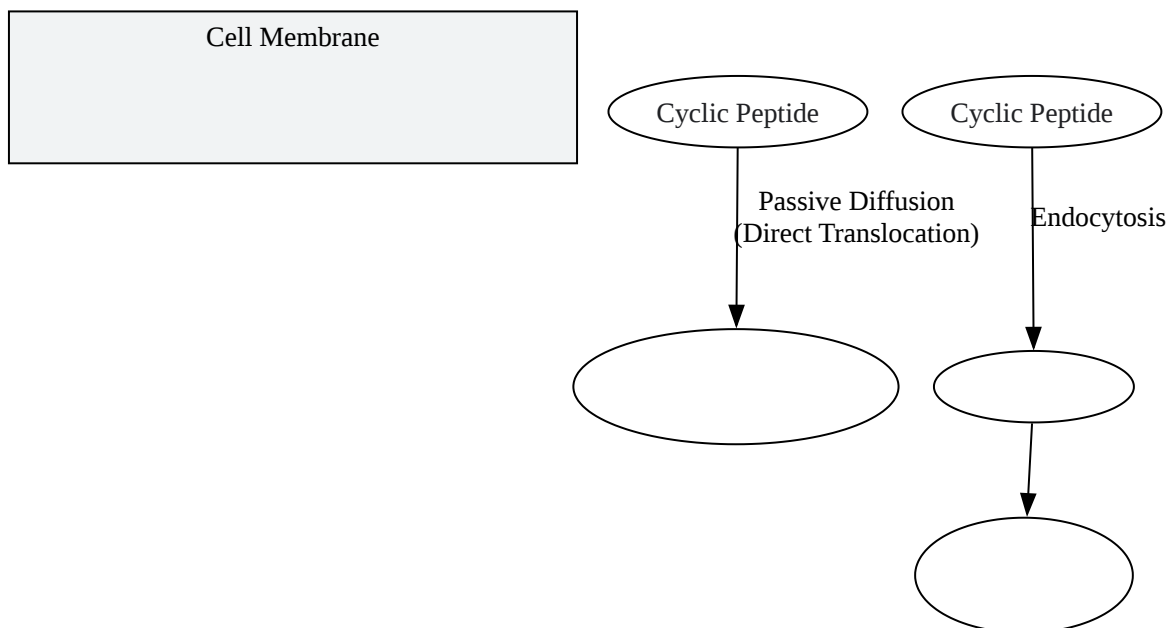 Cell Membrane
Cyclic Peptide
Cyclic Peptide
Passive Diffusion
(Direct Translocation)
Endocytosis